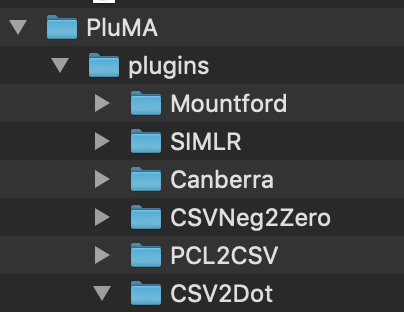 PluMA
plugins
Mountford
SIMLR
Canberra
CSVNeg2Zero
PCL2CSV
CSV2Dot